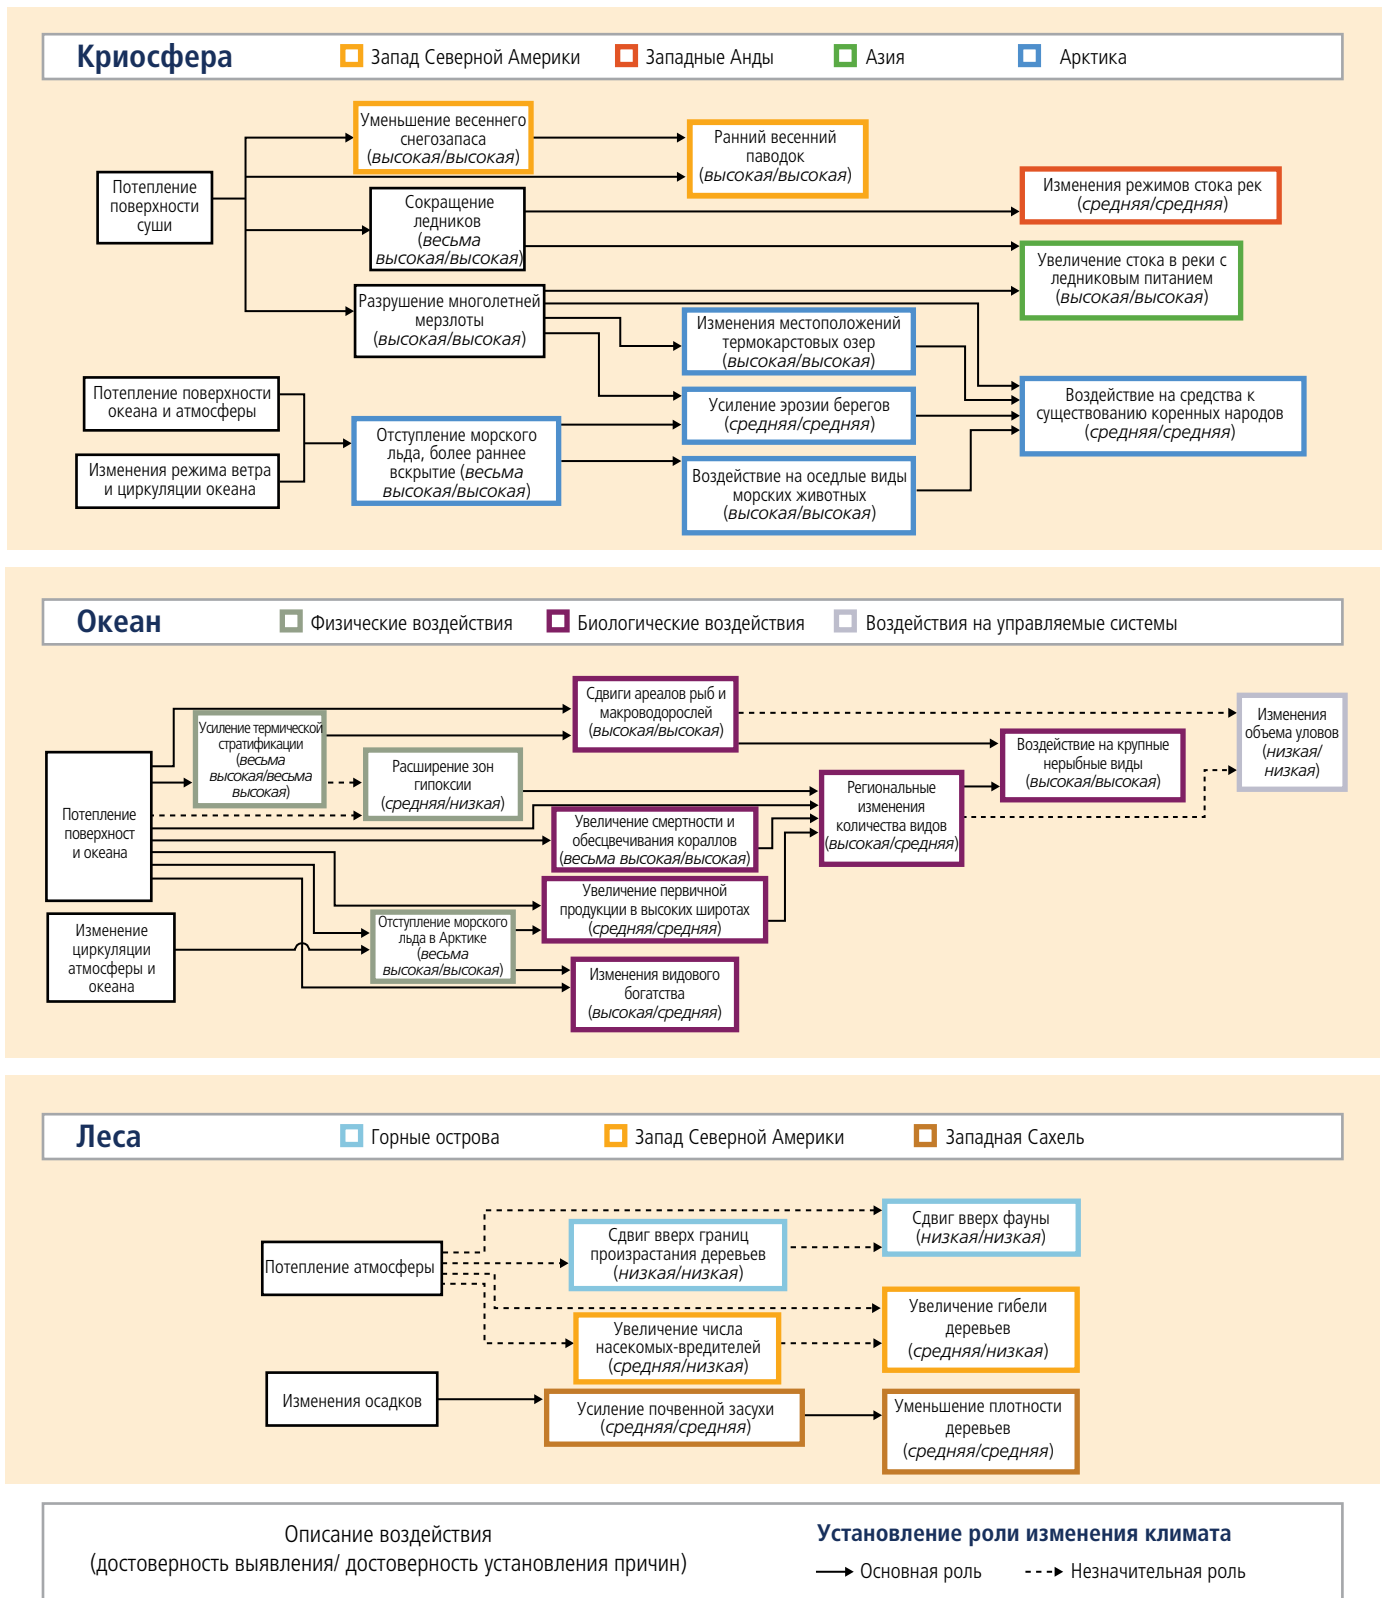 Криосфера
Запад Северной Америки
Западные Анды
Азия
Арктика
Уменьшение весеннего
снегозапаса
(высокая/высокая)
Ранний весенний
паводок
(высокая/высокая)
Потепление
поверхности
суши
Сокращение
ледников
(весьма
высокая/высокая)
Изменения режимов стока рек
(средняя/средняя)
Увеличение стока в реки с
ледниковым питанием
(высокая/высокая)
Разрушение многолетней
мерзлоты
(высокая/высокая)
Изменения местоположений
термокарстовых озер
(высокая/высокая)
Потепление поверхности
океана и атмосферы
Усиление эрозии берегов
(средняя/средняя)
Воздействие на средства к
существованию коренных народов
(средняя/средняя)
Изменения режима ветра
и циркуляции океана
Отступление морского
льда, более раннее
вскрытие (весьма
высокая/высокая)
Воздействие на оседлые виды
морских животных
(высокая/высокая)
Океан
Физические воздействия
Биологические воздействия
Воздействия на управляемые системы
Сдвиги ареалов рыб и
макроводорослей
(высокая/высокая)
Усиление термической
стратификации
(весьма
высокая/весьма
высокая)
Расширение зон
гипоксии
(средняя/низкая)
Воздействие на крупные
нерыбные виды
(высокая/высокая)
Изменения
объема уловов
(низкая/
низкая)
Потепление
поверхност
и океана
Региональные
изменения
количества видов
(высокая/средняя)
Увеличение смертности и
обесцвечивания кораллов
(весьма высокая/высокая)
Увеличение первичной
продукции в высоких широтах
(средняя/средняя)
Изменение
циркуляции
атмосферы и
океана
Отступление морского
льда в Арктике
(весьма
высокая/высокая)
Изменения видового
богатства
(высокая/средняя)
Леса
Горные острова
Запад Северной Америки
Западная Сахель
Потепление атмосферы
Сдвиг вверх границ
произрастания деревьев
(низкая/низкая)
Сдвиг вверх фауны
(низкая/низкая)
Увеличение числа
насекомых-вредителей
(средняя/низкая)
Увеличение гибели
деревьев
(средняя/низкая)
Изменения осадков
Усиление почвенной засухи
(средняя/средняя)
Уменьшение плотности
деревьев
(средняя/средняя)
Описание воздействия
(достоверность выявления/ достоверность установления причин)
Установление роли изменения климата
Основная роль
Незначительная роль